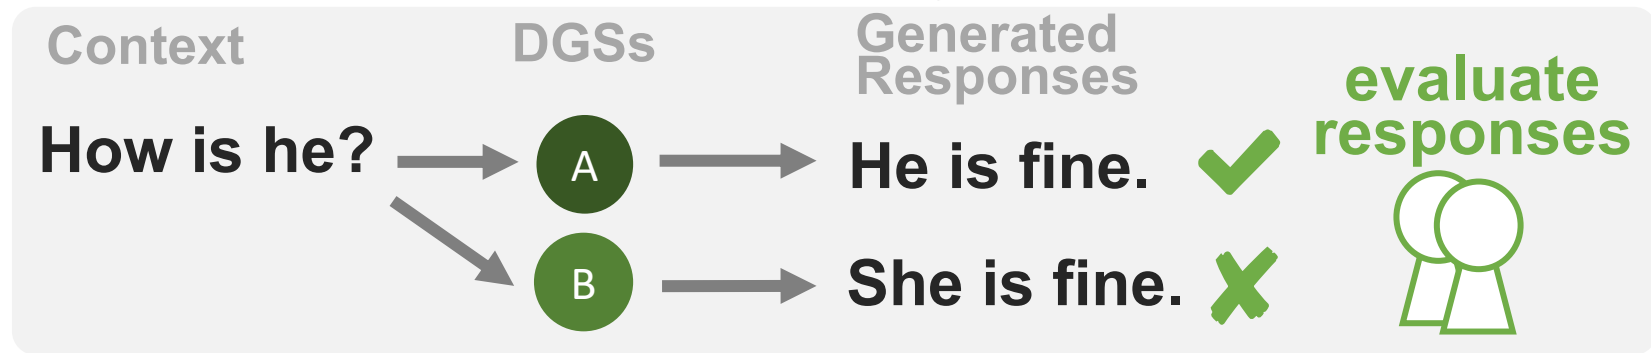 Context
DGSs
Generated
Responses
evaluate
responses
How is he?
A
He is fine.
B
She is fine.